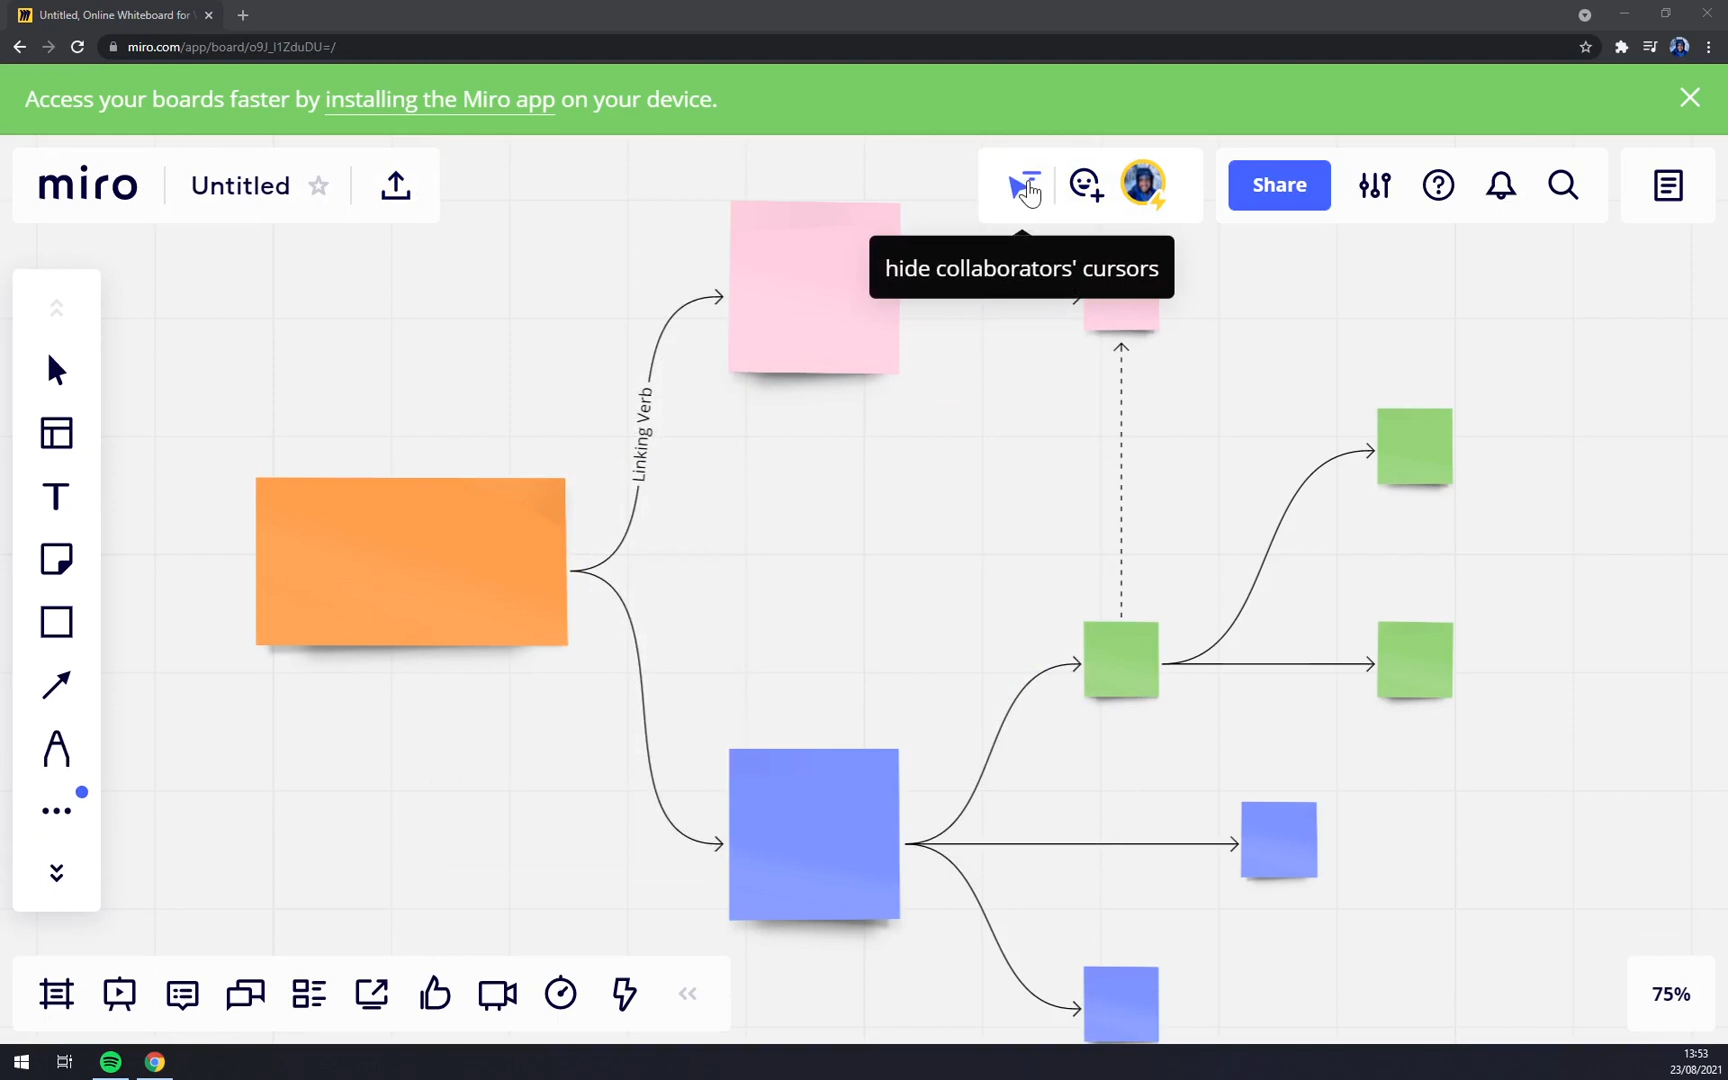 Untitled, Online Whiteboard for
miro.com/app/board/o9J_l1ZduDU=/
Access your boards faster by installing the Miro app on your device.
miro
Untitled
Share
hide collaborators' cursors
Linking Verb
T
75%
13:53
23/08/2021